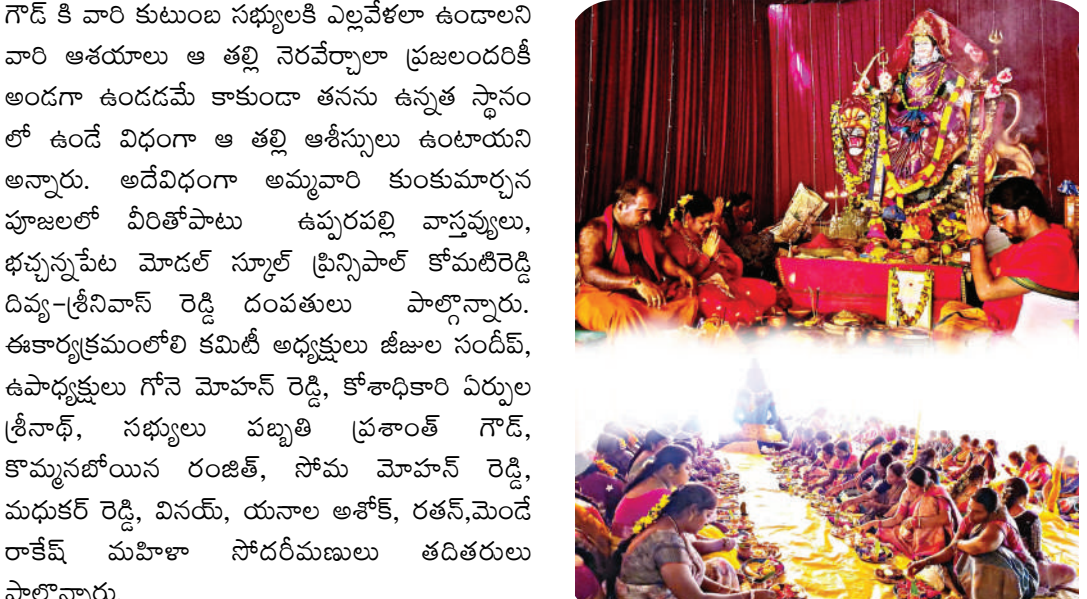 గౌడ్ కి వారి కుటుంబ సభ్యులకి ఎల్లవేళలా ఉండాలని
వారి ఆశయాలు ఆ తల్లి నెరవేర్చాలా ప్రజలందరికీ
అండగా ఉండడమే కాకుండా తనను ఉన్నత స్థానం
లో ఉండే విధంగా ఆ తల్లి ఆశీస్సులు ఉంటాయని
అన్నారు. అదేవిధంగా అమ్మవారి కుంకుమార్చన
పూజలలో వీరితోపాటు ఉప్పరపల్లి వాస్తవ్యులు,
భచ్చన్నపేట మోడల్ స్కూల్ ప్రిన్సిపాల్ కోమటిరెడ్డి
దివ్య-శ్రీనివాస్ రెడ్డి దంపతులు పాల్గొన్నారు.
ఈకార్యక్రమంలోలి కమిటీ అధ్యక్షులు జీజుల సందీప్,
ఉపాధ్యక్షులు గోనె మోహన్ రెడ్డి, కోశాధికారి ఏర్పుల
శ్రీనాథ్, సభ్యులు పబ్బతి ప్రశాంత్ గౌడ్,
కొమ్మనబోయిన రంజిత్, సోమ మోహన్ రెడ్డి,
మధుకర్ రెడ్డి, వినయ్, యనాల అశోక్, రతన్,మెండే
రాకేష్ మహిళా సోదరీమణులు తదితరులు
పాల్గొన్నారు